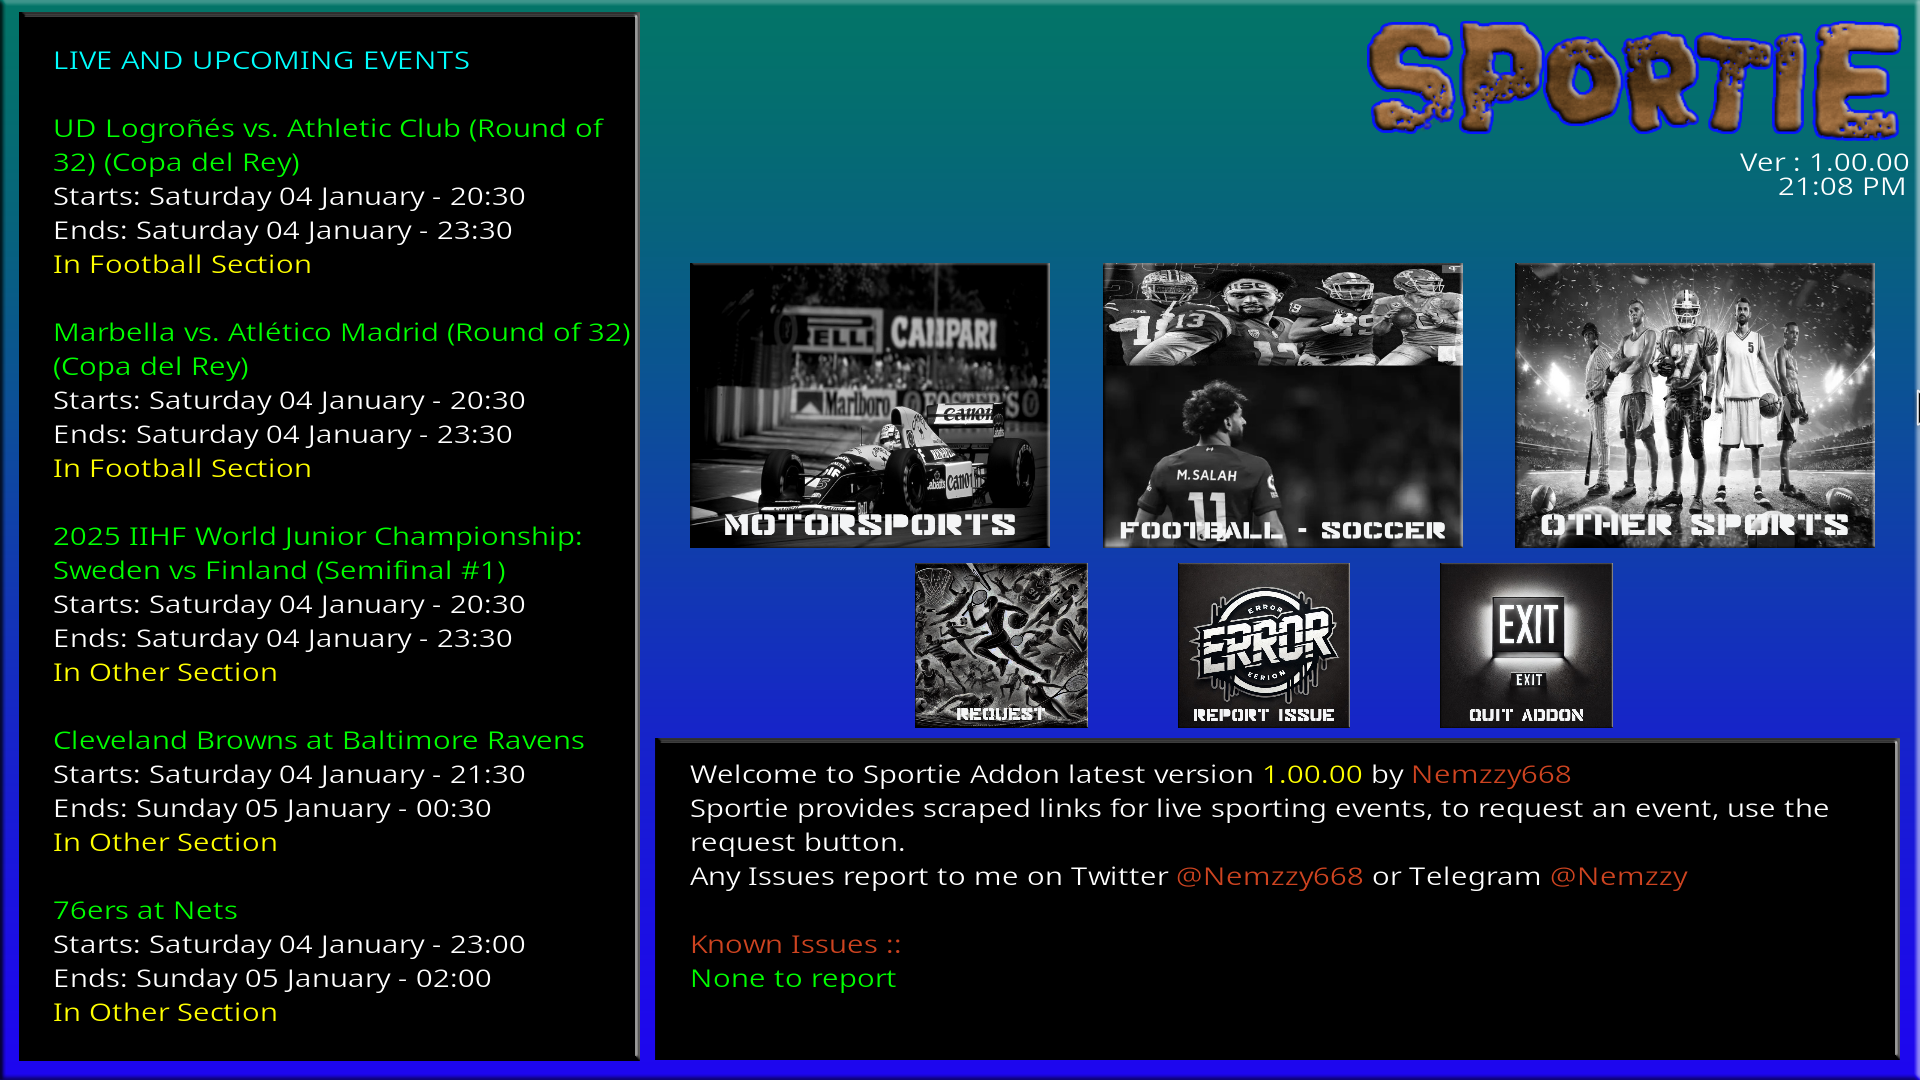 LIVE AND UPCOMING EVENTS
UD Logroñés vs. Athletic Club (Round of
32) (Copa del Rey)
Starts: Saturday 04 January - 20:30
Ends: Saturday 04 January - 23:30
In Football Section
Marbella vs. Atlético Madrid (Round of 32)
(Copa del Rey)
Starts: Saturday 04 January - 20:30
Ends: Saturday 04 January - 23:30
In Football Section
2025 IIHF World Junior Championship:
Sweden vs Finland (Semifinal #1)
Starts: Saturday 04 January - 20:30
Ends: Saturday 04 January - 23:30
In Other Section
Cleveland Browns at Baltimore Ravens
Starts: Saturday 04 January - 21:30
Ends: Sunday 05 January - 00:30
In Other Section
76ers at Nets
Starts: Saturday 04 January - 23:00
Ends: Sunday 05 January - 02:00
In Other Section
SPORTIE
Ver : 1.00.00
21:08 PM
CAMPARI
Marlboro
FOSTER'S
Canon
Canon
MOTORSPORTS
13
M.SALAH
11
FOOTBALL - SOCCER
5
OTHER SPORTS
REQUEST
ERROR
ERROR
EERION
REPORT ISSUE
EXIT
EXIT
QUIT ADDON
Welcome to Sportie Addon latest version 1.00.00 by Nemzzy668
Sportie provides scraped links for live sporting events, to request an event, use the
request button.
Any Issues report to me on Twitter @Nemzzy668 or Telegram @Nemzzy
Known Issues ::
None to report